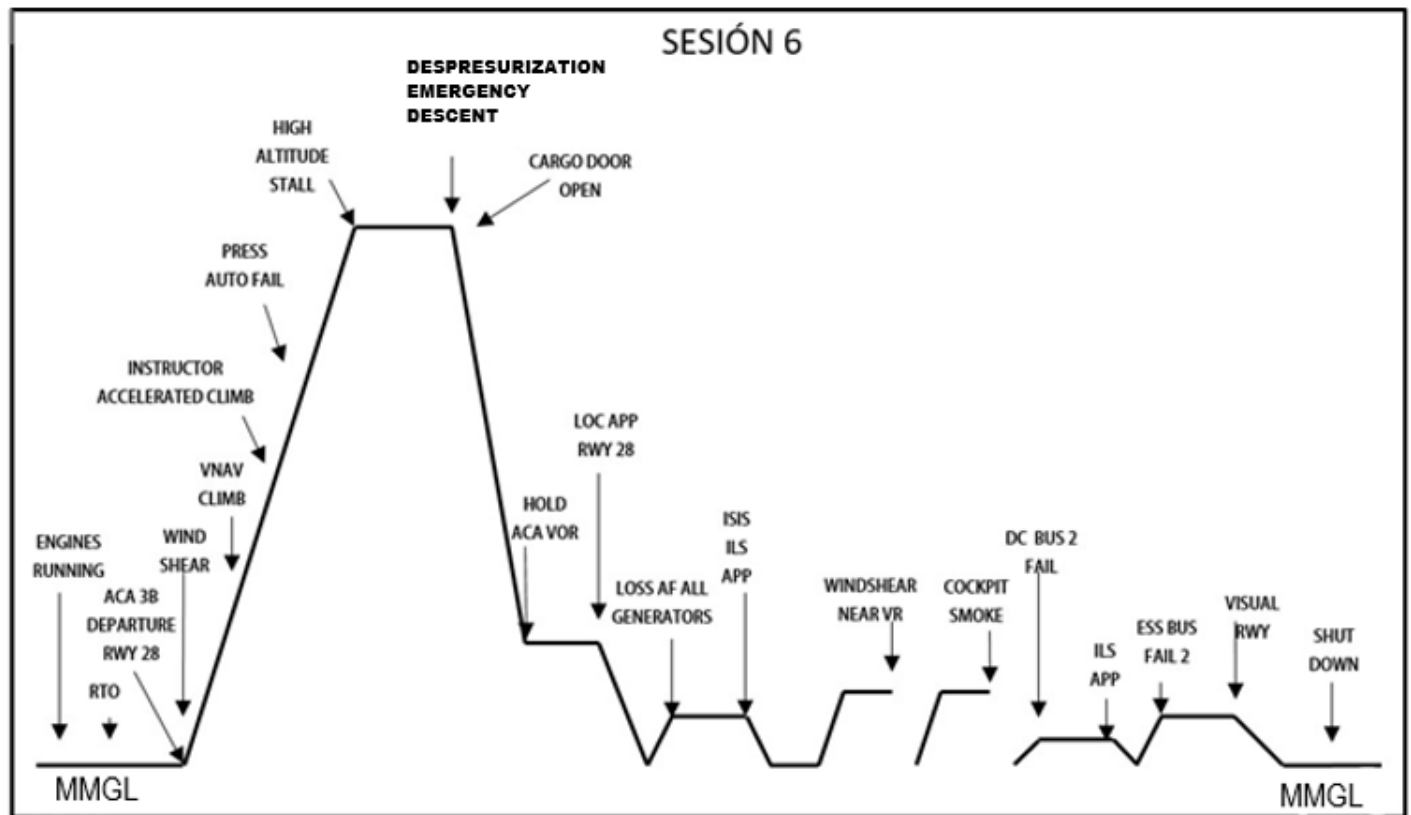 SESIÓN 6
DESPRESURIZATION
EMERGENCY
DESCENT
HIGH
ALTITUDE
STALL
CARGO DOOR
OPEN
PRESS
AUTO FAIL
INSTRUCTOR
ACCELERATED CLIMB
VNAV
CLIMB
WIND
SHEAR
ENGINES
RUNNING
ACA 3B
DEPARTURE
RWY 28
RTO
HOLD
ACA VOR
LOC APP
RWY 28
LOSS AF ALL
GENERATORS
ISIS
ILS
APP
WINDSHEAR
NEAR VR
COCKPIT
SMOKE
DC BUS 2
FAIL
ILS
APP
ESS BUS
FAIL 2
VISUAL
RWY
SHUT
DOWN
MMGL
MMGL